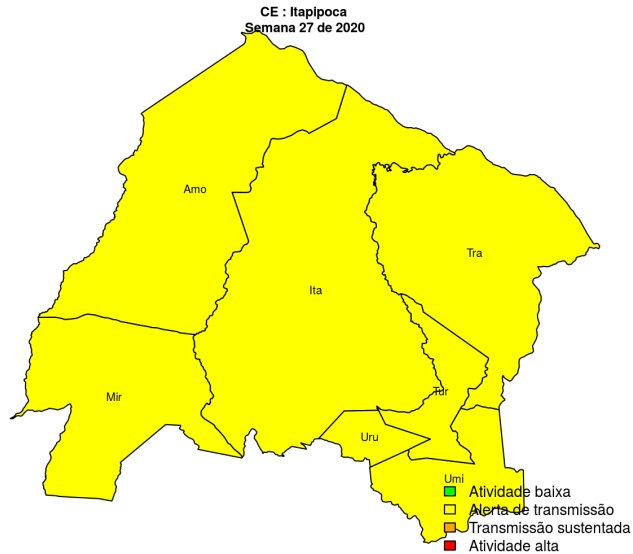 CE : Itapipoca
Semana 27 de 2020
Amo
Tra
Ita
Tur
Mir
Uru
Umi
Atividade baixa
Alerta de transmissão
Transmissão sustentada
Atividade alta